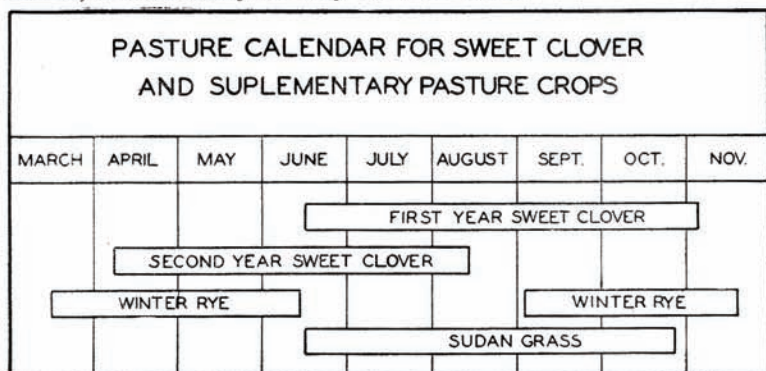 PASTURE CALENDAR FOR SWEET CLOVER
AND SUPLEMENTARY PASTURE CROPS
MARCH APRIL MAY JUNE JULY AUGUST SEPT. OCT. NOV.
FIRST YEAR SWEET CLOVER
SECOND YEAR SWEET CLOVER
WINTER RYE WINTER RYE
SUDAN GRASS